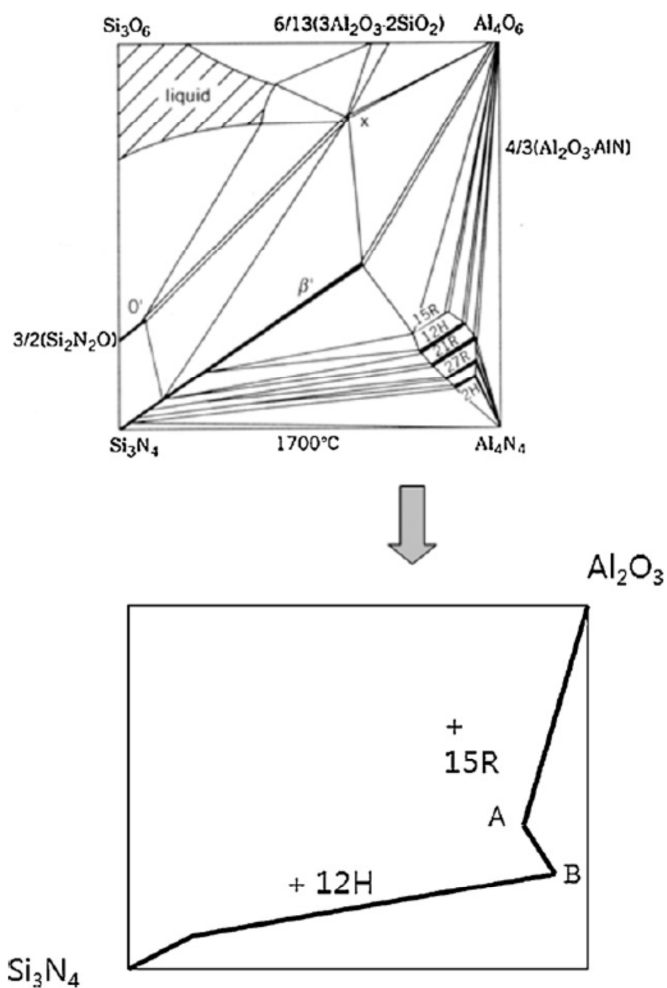 Si₃O₆ 6/13(3Al₂O₃·2SiO₂) Al₄O₆
liquid
x
4/3(Al₂O₃·AlN)
β'
0'
15R
12H
21R
27R
2H
3/2(Si₂N₂O)
Si₃N₄ 1700°C Al₄N₄
Al₂O₃
+
15R
A
B
+ 12H
Si₃N₄